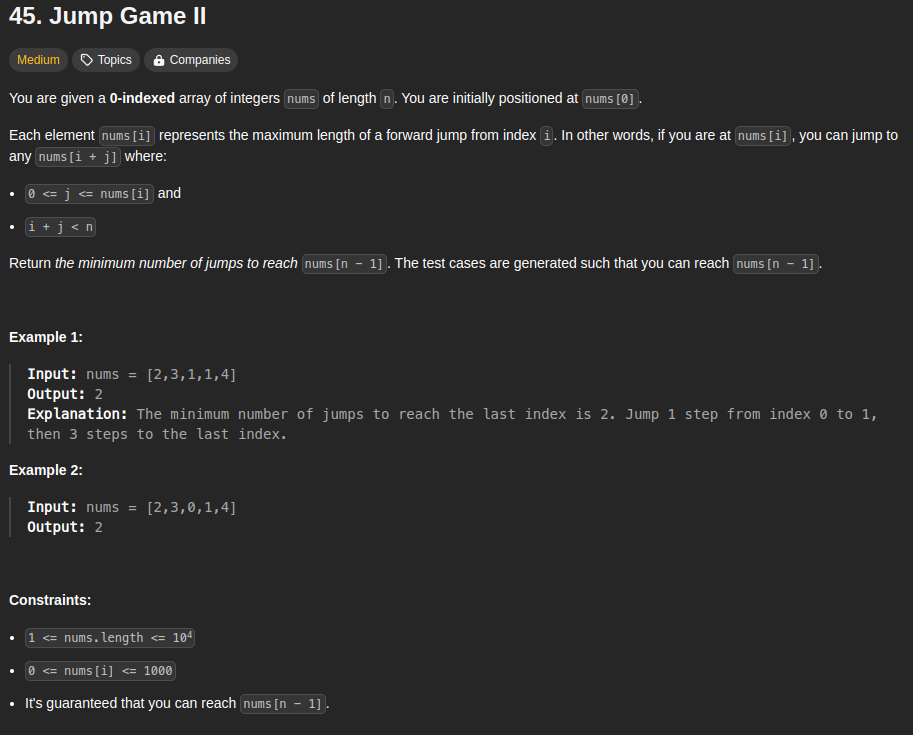 45. Jump Game II
Medium Topics Companies
You are given a 0-indexed array of integers nums of length n. You are initially positioned at nums[0].
Each element nums[i] represents the maximum length of a forward jump from index i. In other words, if you are at nums[i], you can jump to
any nums[i + j] where:
• 0 <= j <= nums[i] and
• i + j < n
Return the minimum number of jumps to reach nums[n - 1]. The test cases are generated such that you can reach nums[n - 1].
Example 1:
Input: nums = [2,3,1,1,4]
Output: 2
Explanation: The minimum number of jumps to reach the last index is 2. Jump 1 step from index 0 to 1,
then 3 steps to the last index.
Example 2:
Input: nums = [2,3,0,1,4]
Output: 2
Constraints:
• 1 <= nums.length <= 10⁴
• 0 <= nums[i] <= 1000
• It's guaranteed that you can reach nums[n - 1].